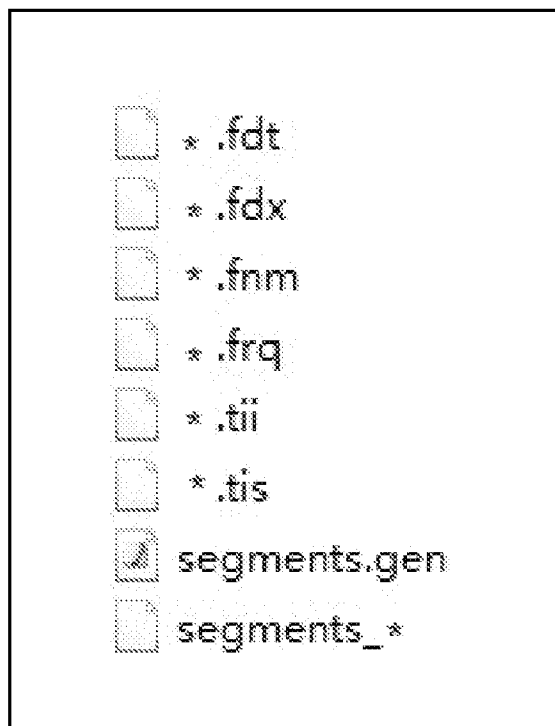 * .fdt
* .fdx
* .fnm
* .frq
* .tii
* .tis
segments.gen
segments_*